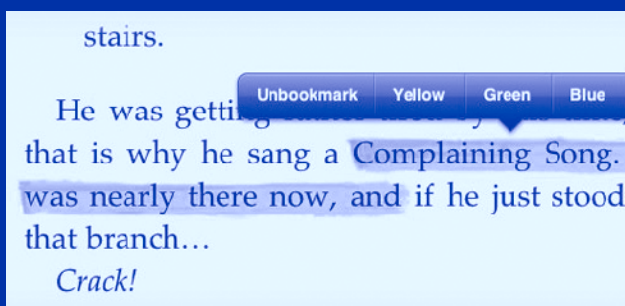 stairs.
Unbookmark Yellow Green Blue
He was getti
that is why he sang a Complaining Song.
was nearly there now, and if he just stood
that branch…
Crack!